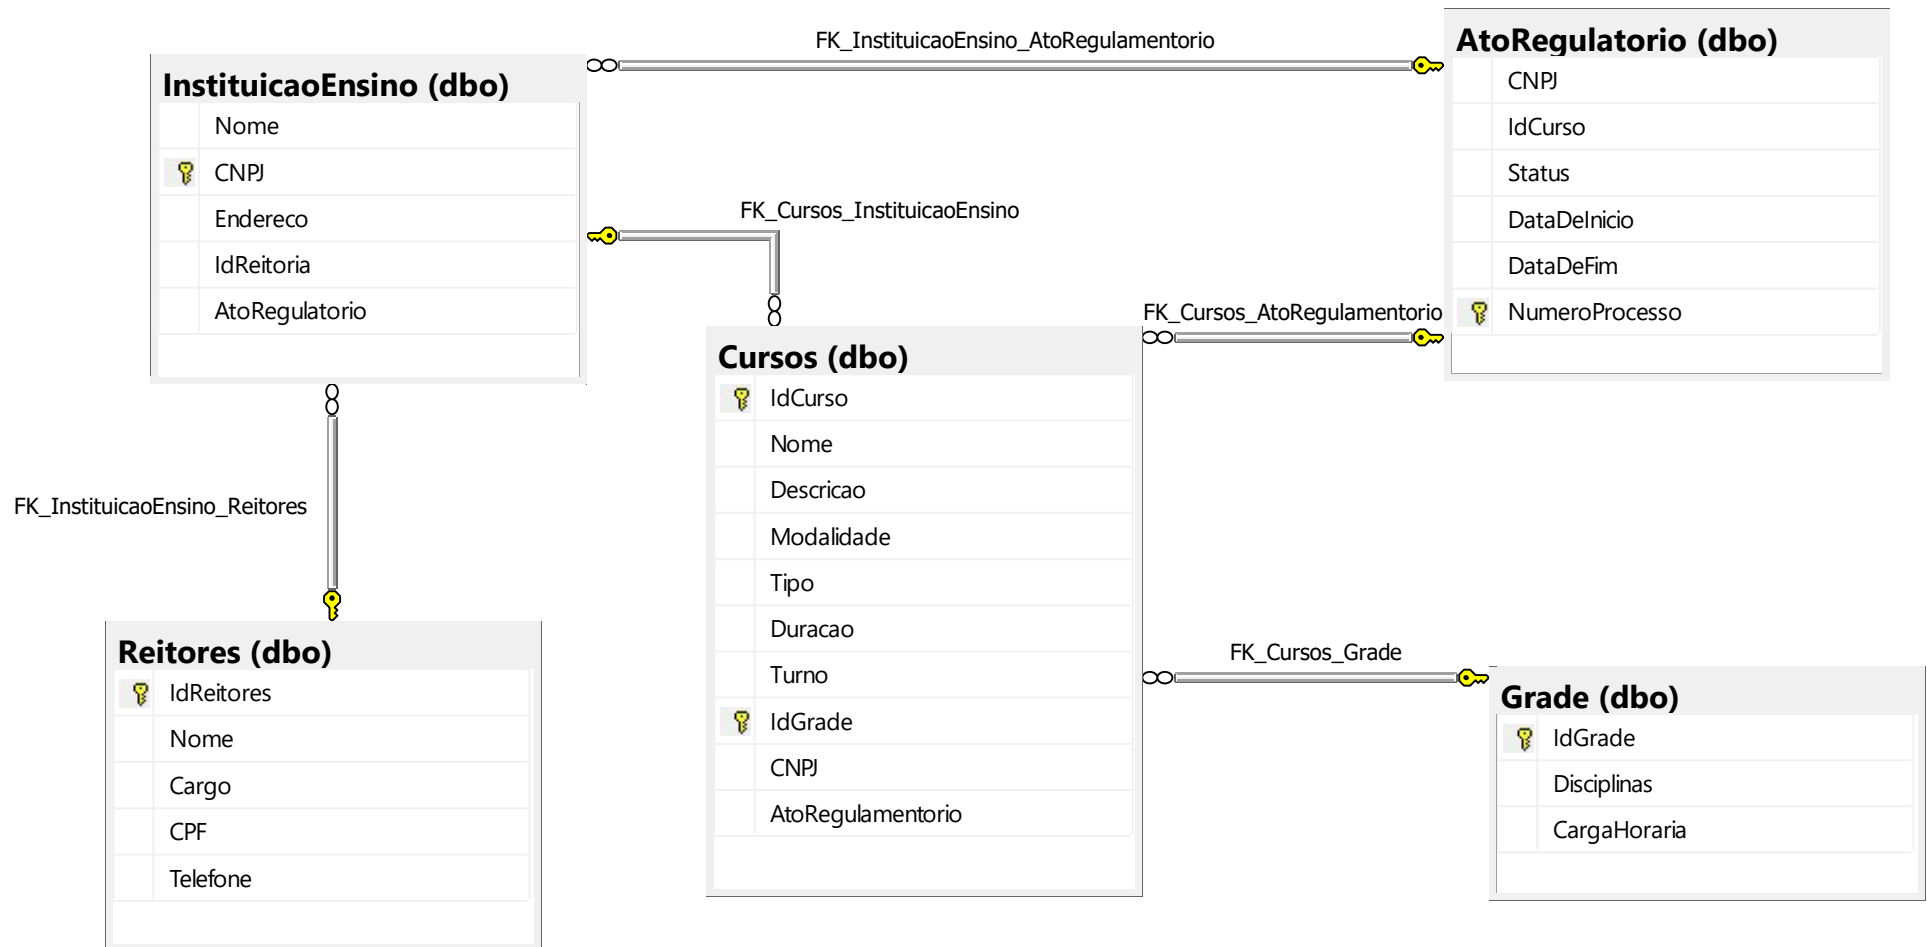 FK_InstituicaoEnsino_AtoRegulamentorio
InstituicaoEnsino (dbo)
Nome
CNPJ
Endereco
IdReitoria
AtoRegulatorio
AtoRegulatorio (dbo)
CNPJ
IdCurso
Status
DataDeInicio
DataDeFim
NumeroProcesso
FK_Cursos_InstituicaoEnsino
FK_Cursos_AtoRegulamentorio
Cursos (dbo)
IdCurso
Nome
Descricao
Modalidade
Tipo
Duracao
Turno
IdGrade
CNPJ
AtoRegulamentorio
FK_InstituicaoEnsino_Reitores
Reitores (dbo)
IdReitores
Nome
Cargo
CPF
Telefone
FK_Cursos_Grade
Grade (dbo)
IdGrade
Disciplinas
CargaHoraria